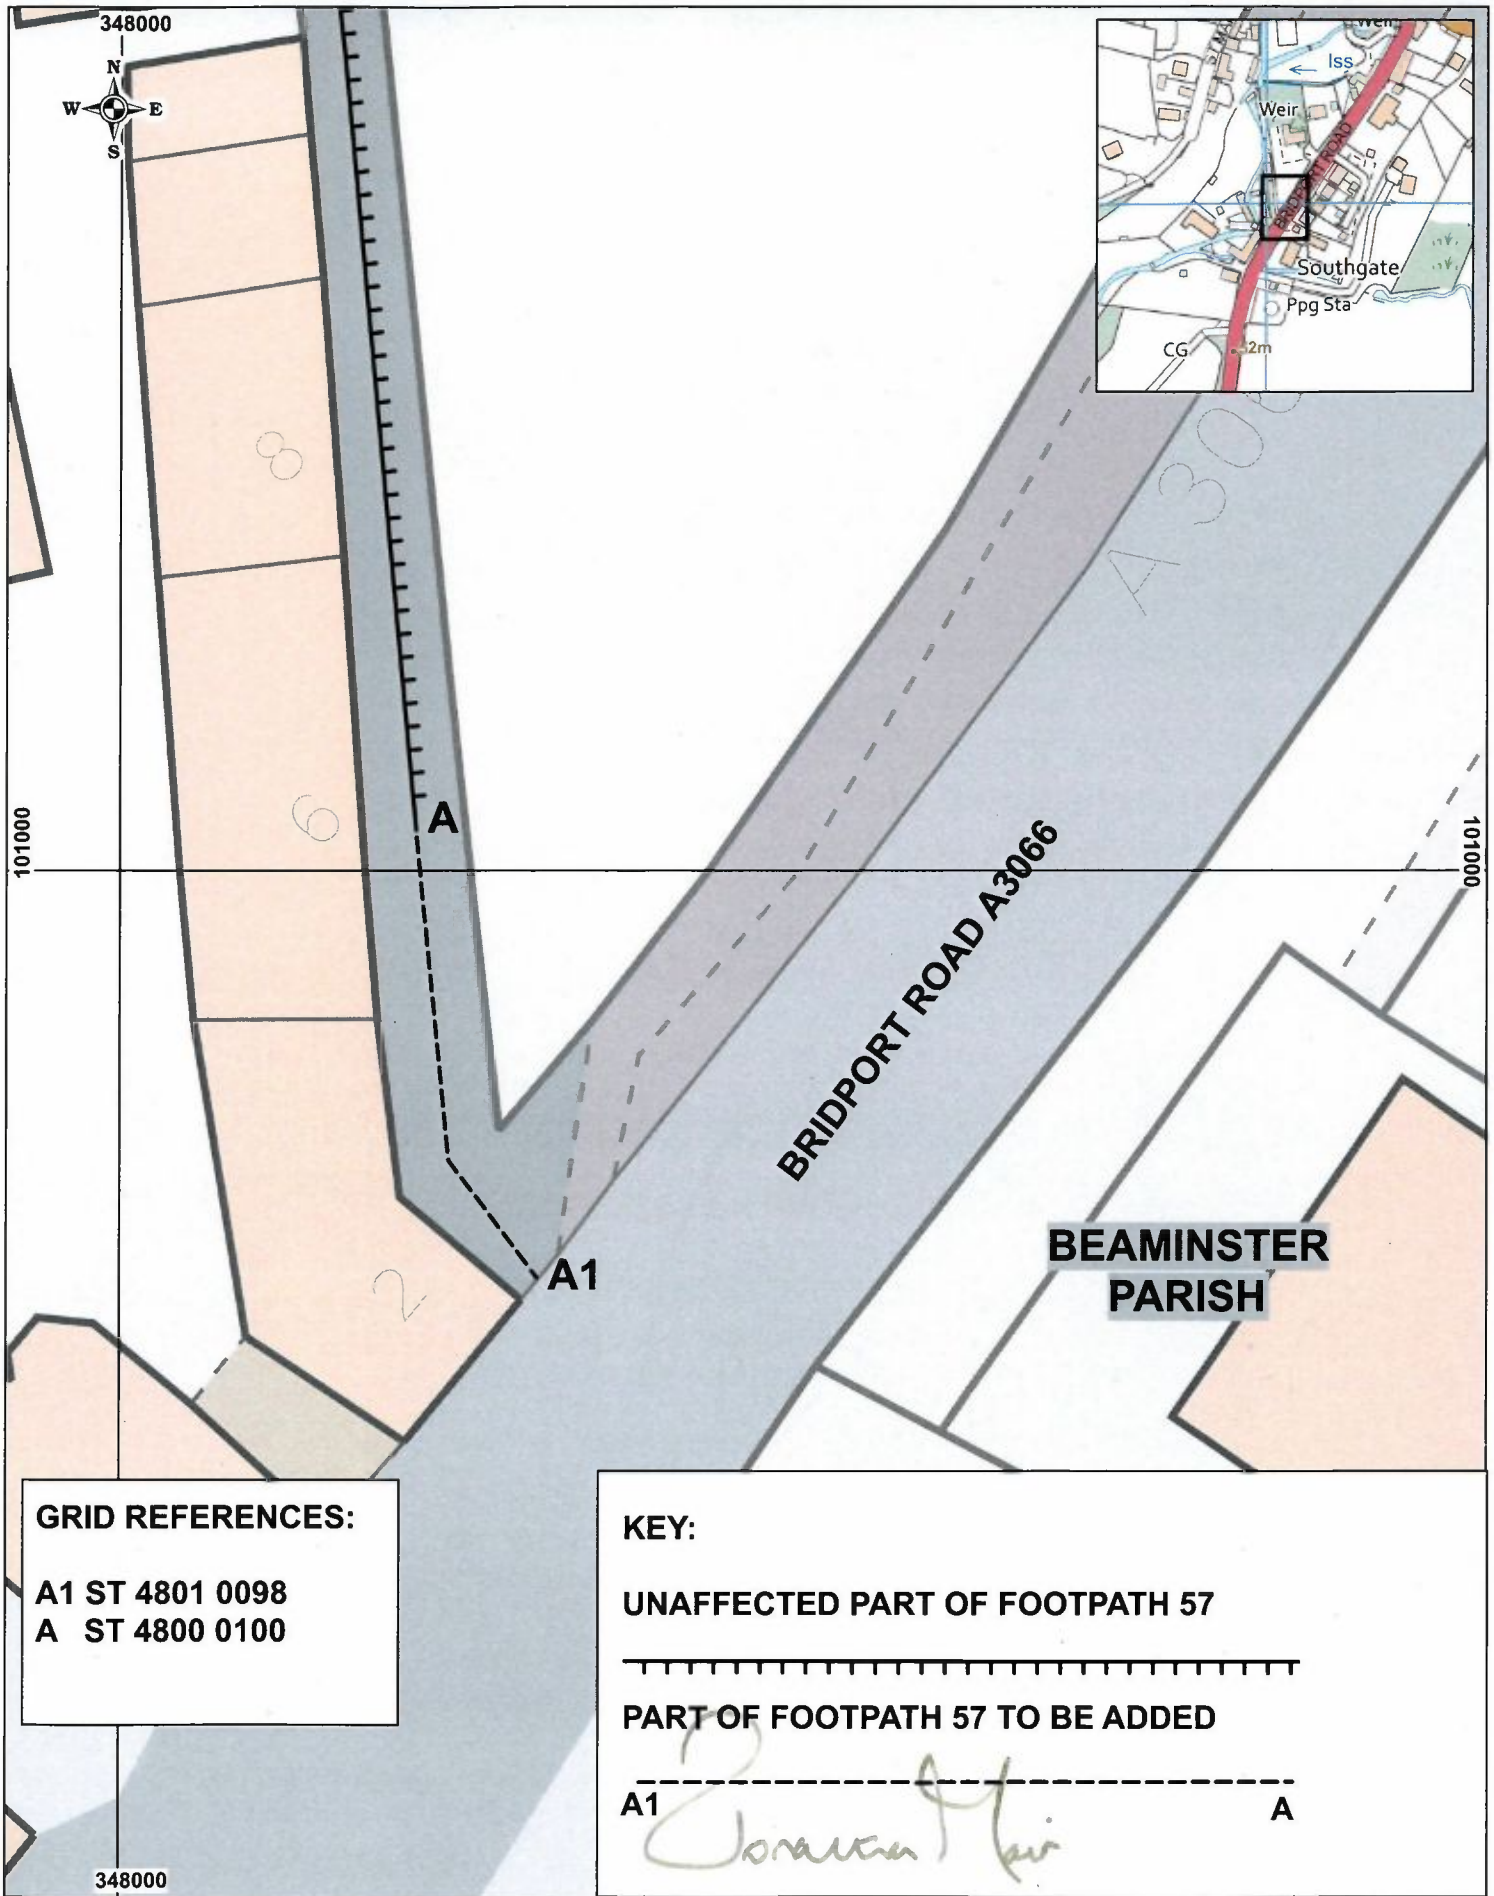 348000
N
W E
S
Weir
Iss
Weir
BRIDPORT ROAD
Southgate
Ppg Sta
CG
8
A 306
A
6
101000
101000
BRIDPORT ROAD A3066
A1
2
BEAMINSTER
PARISH
GRID REFERENCES:
A1 ST 4801 0098
A ST 4800 0100
KEY:
UNAFFECTED PART OF FOOTPATH 57
PART OF FOOTPATH 57 TO BE ADDED
A1 A
Jonathan Mair
348000